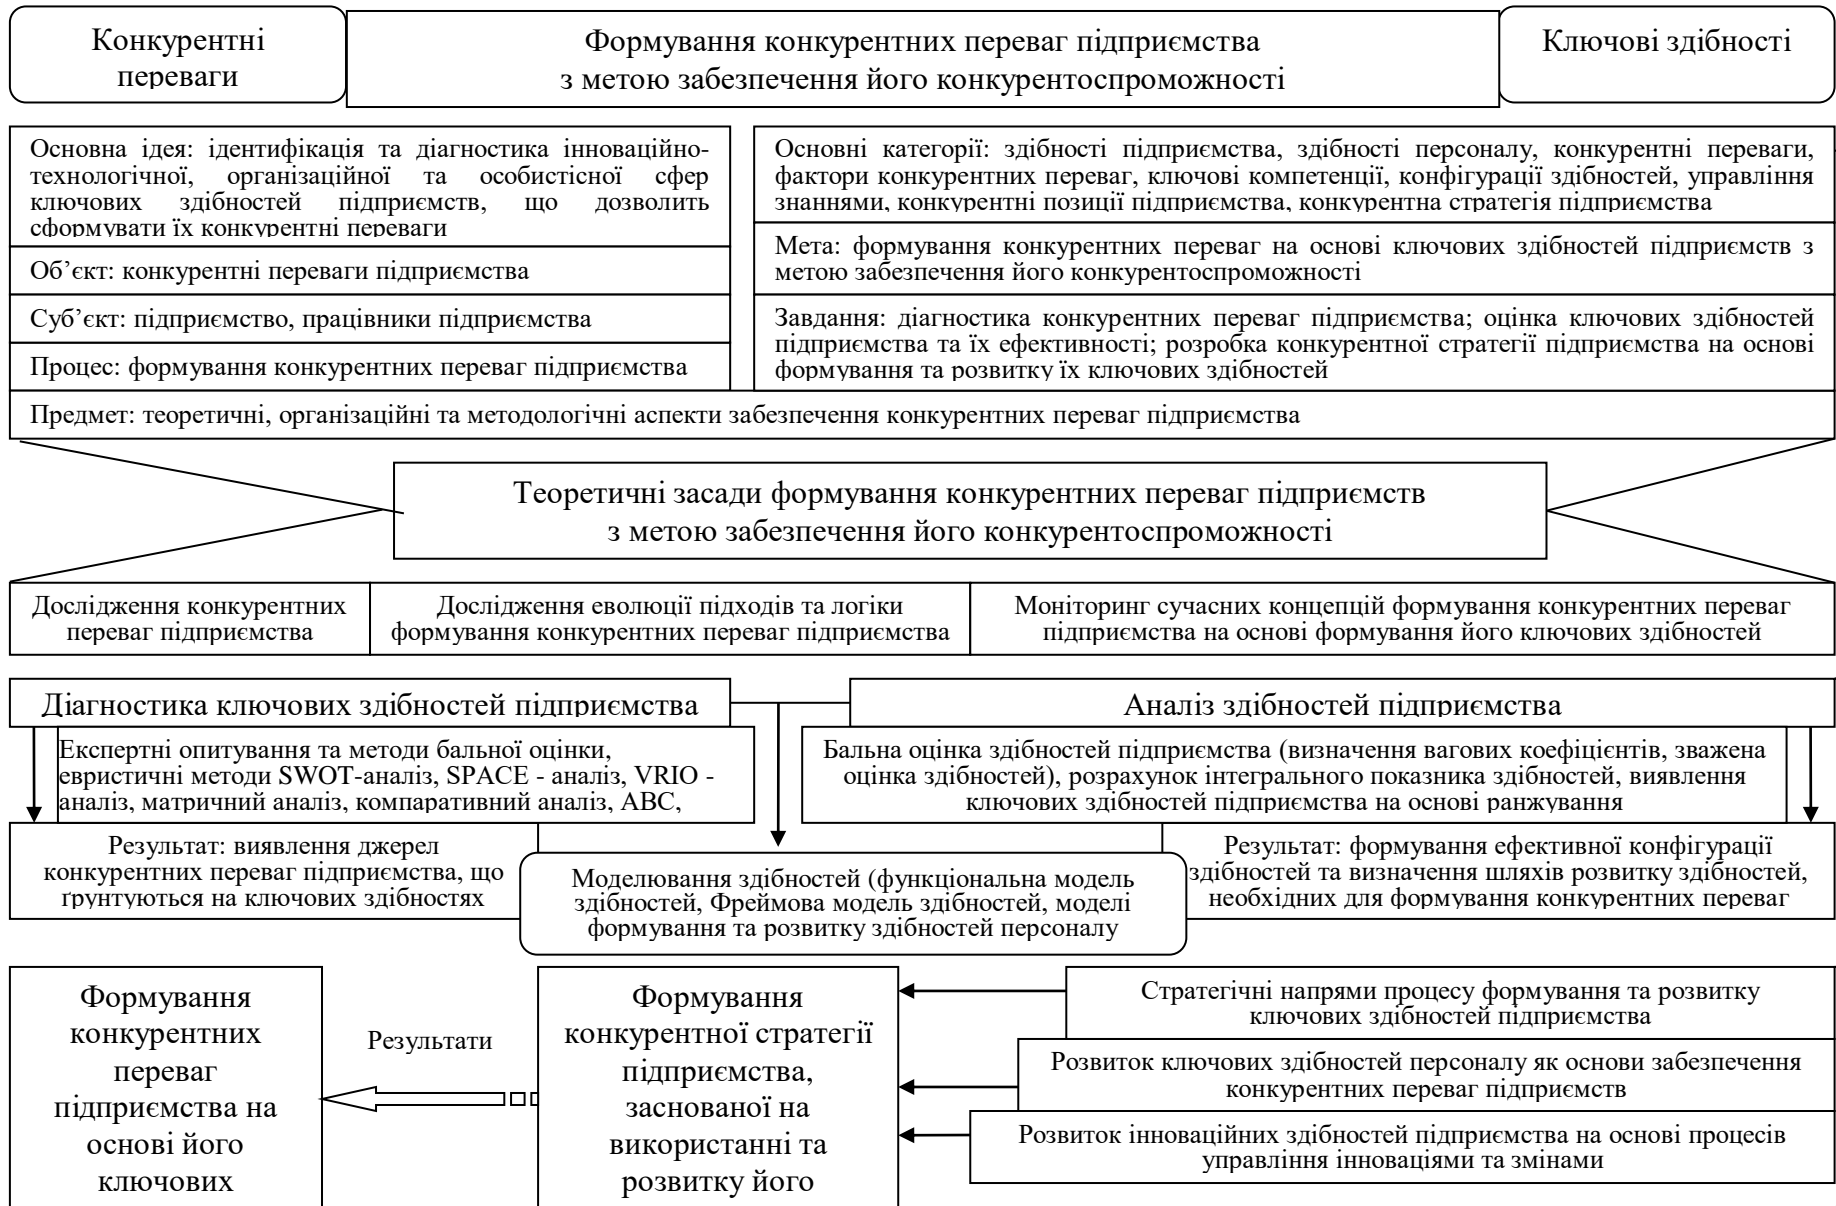 Конкурентні
переваги
Формування конкурентних переваг підприємства
з метою забезпечення його конкурентоспроможності
Ключові здібності
Основна ідея: ідентифікація та діагностика інноваційно-
технологічної, організаційної та особистісної сфер
ключових здібностей підприємств, що дозволить
сформувати їх конкурентні переваги
Об’єкт: конкурентні переваги підприємства
Суб’єкт: підприємство, працівники підприємства
Процес: формування конкурентних переваг підприємства
Основні категорії: здібності підприємства, здібності персоналу, конкурентні переваги,
фактори конкурентних переваг, ключові компетенції, конфігурації здібностей, управління
знаннями, конкурентні позиції підприємства, конкурентна стратегія підприємства
Мета: формування конкурентних переваг на основі ключових здібностей підприємств з
метою забезпечення його конкурентоспроможності
Завдання: діагностика конкурентних переваг підприємства; оцінка ключових здібностей
підприємства та їх ефективності; розробка конкурентної стратегії підприємства на основі
формування та розвитку їх ключових здібностей
Предмет: теоретичні, організаційні та методологічні аспекти забезпечення конкурентних переваг підприємства
Теоретичні засади формування конкурентних переваг підприємств
з метою забезпечення його конкурентоспроможності
Дослідження конкурентних
переваг підприємства
Дослідження еволюції підходів та логіки
формування конкурентних переваг підприємства
Моніторинг сучасних концепцій формування конкурентних переваг
підприємства на основі формування його ключових здібностей
Діагностика ключових здібностей підприємства
Аналіз здібностей підприємства
Експертні опитування та методи бальної оцінки,
евристичні методи SWOT-аналіз, SPACE - аналіз, VRIO -
аналіз, матричний аналіз, компаративний аналіз, ABC,
Бальна оцінка здібностей підприємства (визначення вагових коефіцієнтів, зважена
оцінка здібностей), розрахунок інтегрального показника здібностей, виявлення
ключових здібностей підприємства на основі ранжування
Результат: виявлення джерел
конкурентних переваг підприємства, що
ґрунтуються на ключових здібностях
Моделювання здібностей (функціональна модель
здібностей, Фреймова модель здібностей, моделі
формування та розвитку здібностей персоналу
Результат: формування ефективної конфігурації
здібностей та визначення шляхів розвитку здібностей,
необхідних для формування конкурентних переваг
Формування
конкурентних
переваг
підприємства на
основі його
ключових
Результати
Формування
конкурентної стратегії
підприємства,
заснованої на
використанні та
розвитку його
Стратегічні напрями процесу формування та розвитку
ключових здібностей підприємства
Розвиток ключових здібностей персоналу як основи забезпечення
конкурентних переваг підприємств
Розвиток інноваційних здібностей підприємства на основі процесів
управління інноваціями та змінами